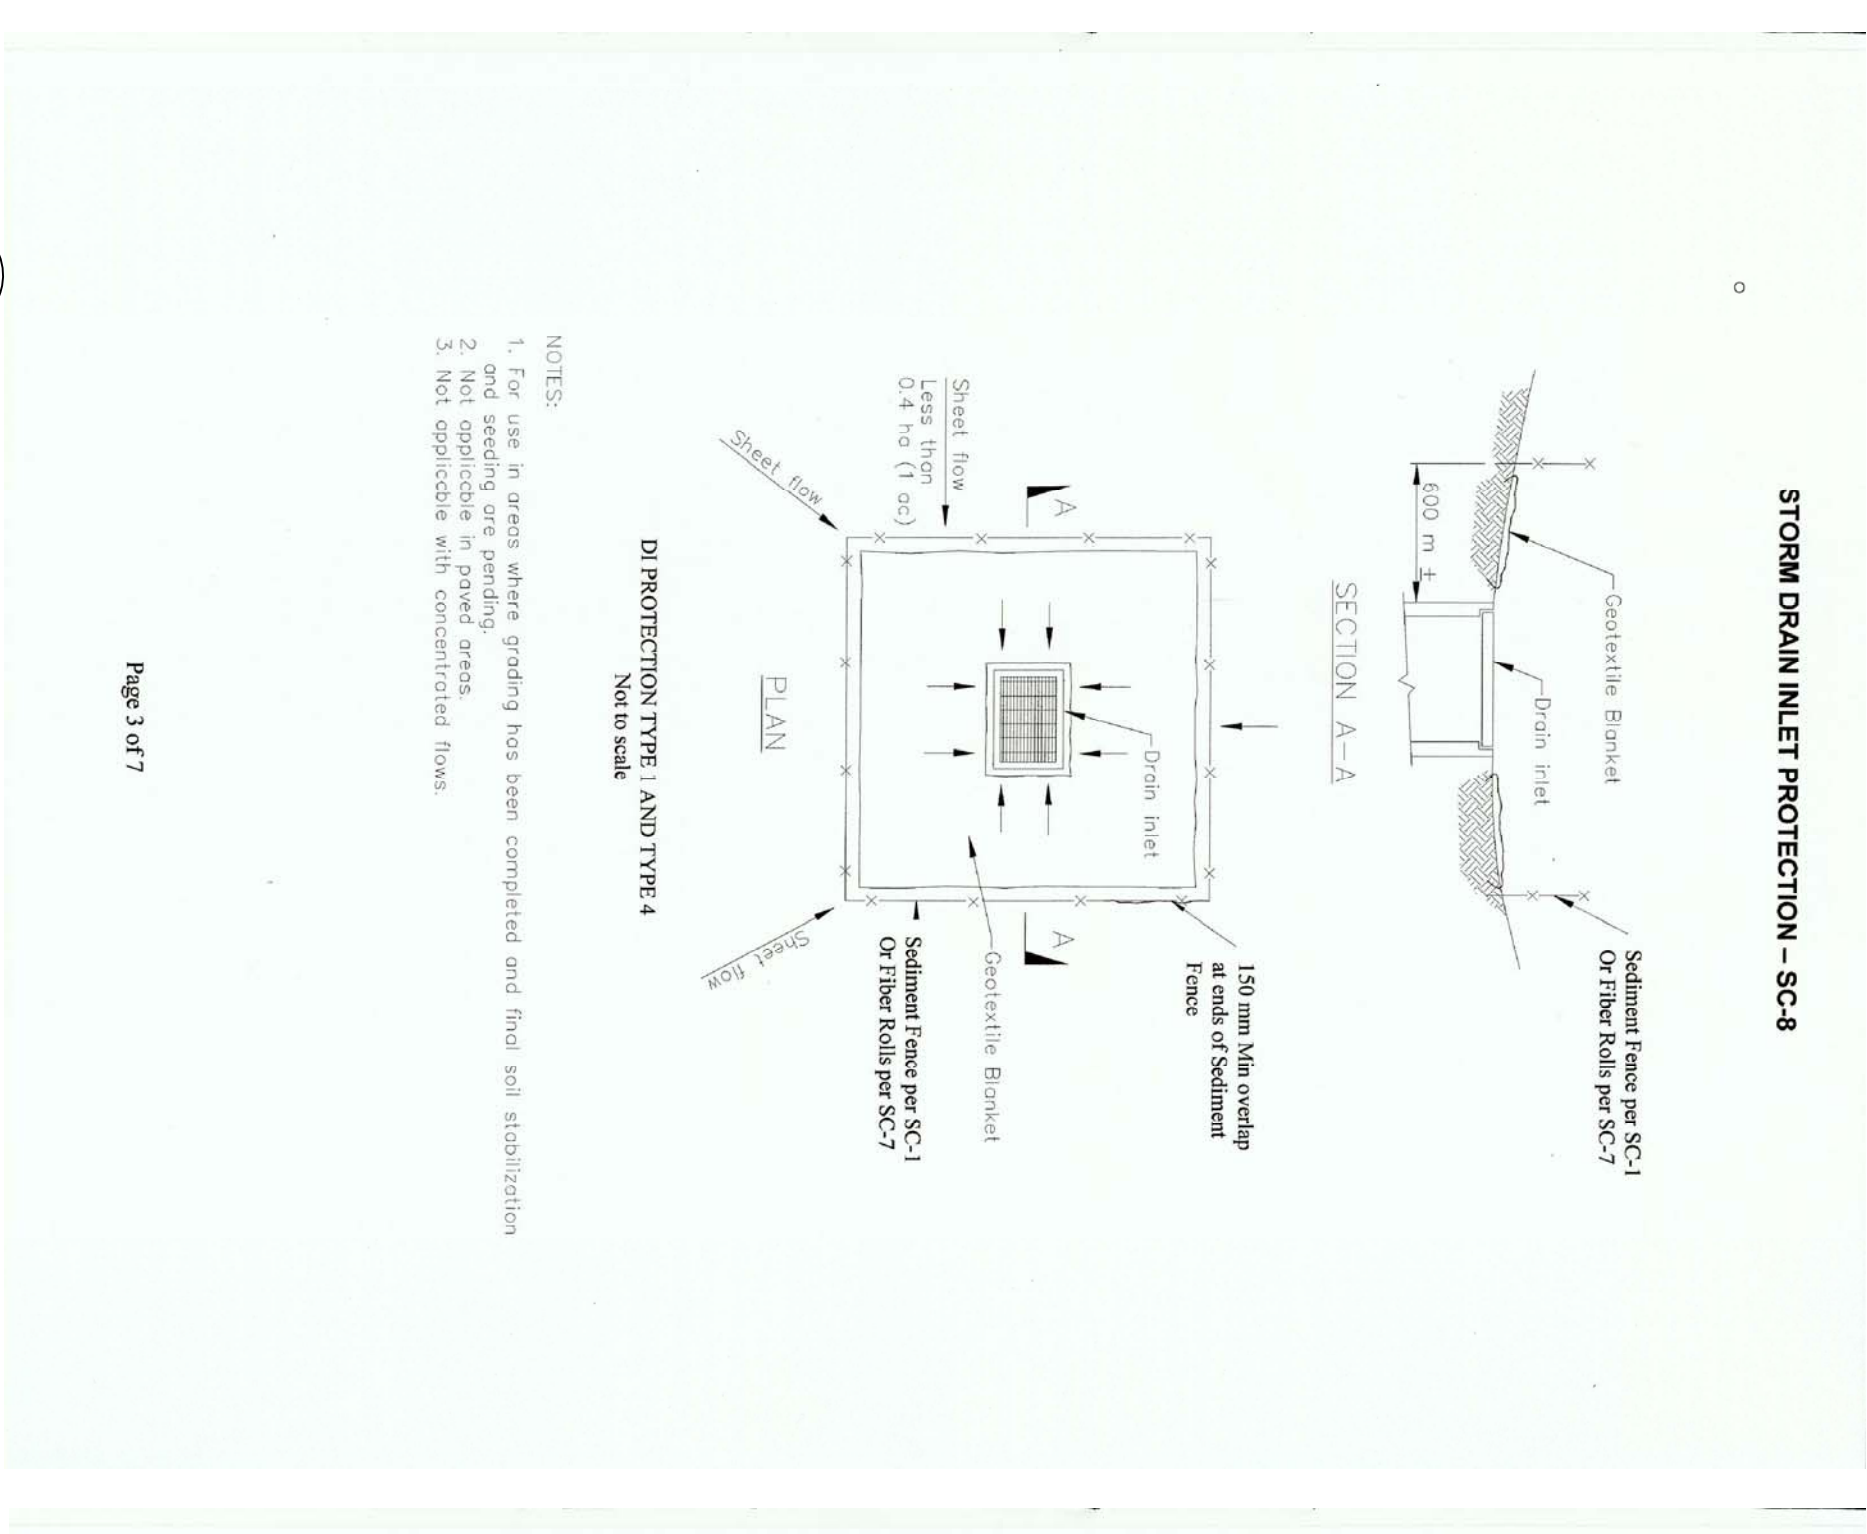 STORM DRAIN INLET PROTECTION – SC-8
Sediment Fence per SC-1
Or Fiber Rolls per SC-7
Geotextile Blanket
Drain inlet
600 m ±
SECTION A–A
150 mm Min overlap
at ends of Sediment
Fence
Drain inlet
A
A
Geotextile Blanket
Sheet flow
Less than
0.4 ha (1 ac)
Sediment Fence per SC-1
Or Fiber Rolls per SC-7
Sheet flow
Sheet flow
PLAN
DI PROTECTION TYPE 1 AND TYPE 4
Not to scale
NOTES:
1. For use in areas where grading has been completed and final soil stabilization
and seeding are pending.
2. Not appliccble in paved areas.
3. Not appliccble with concentrated flows.
Page 3 of 7